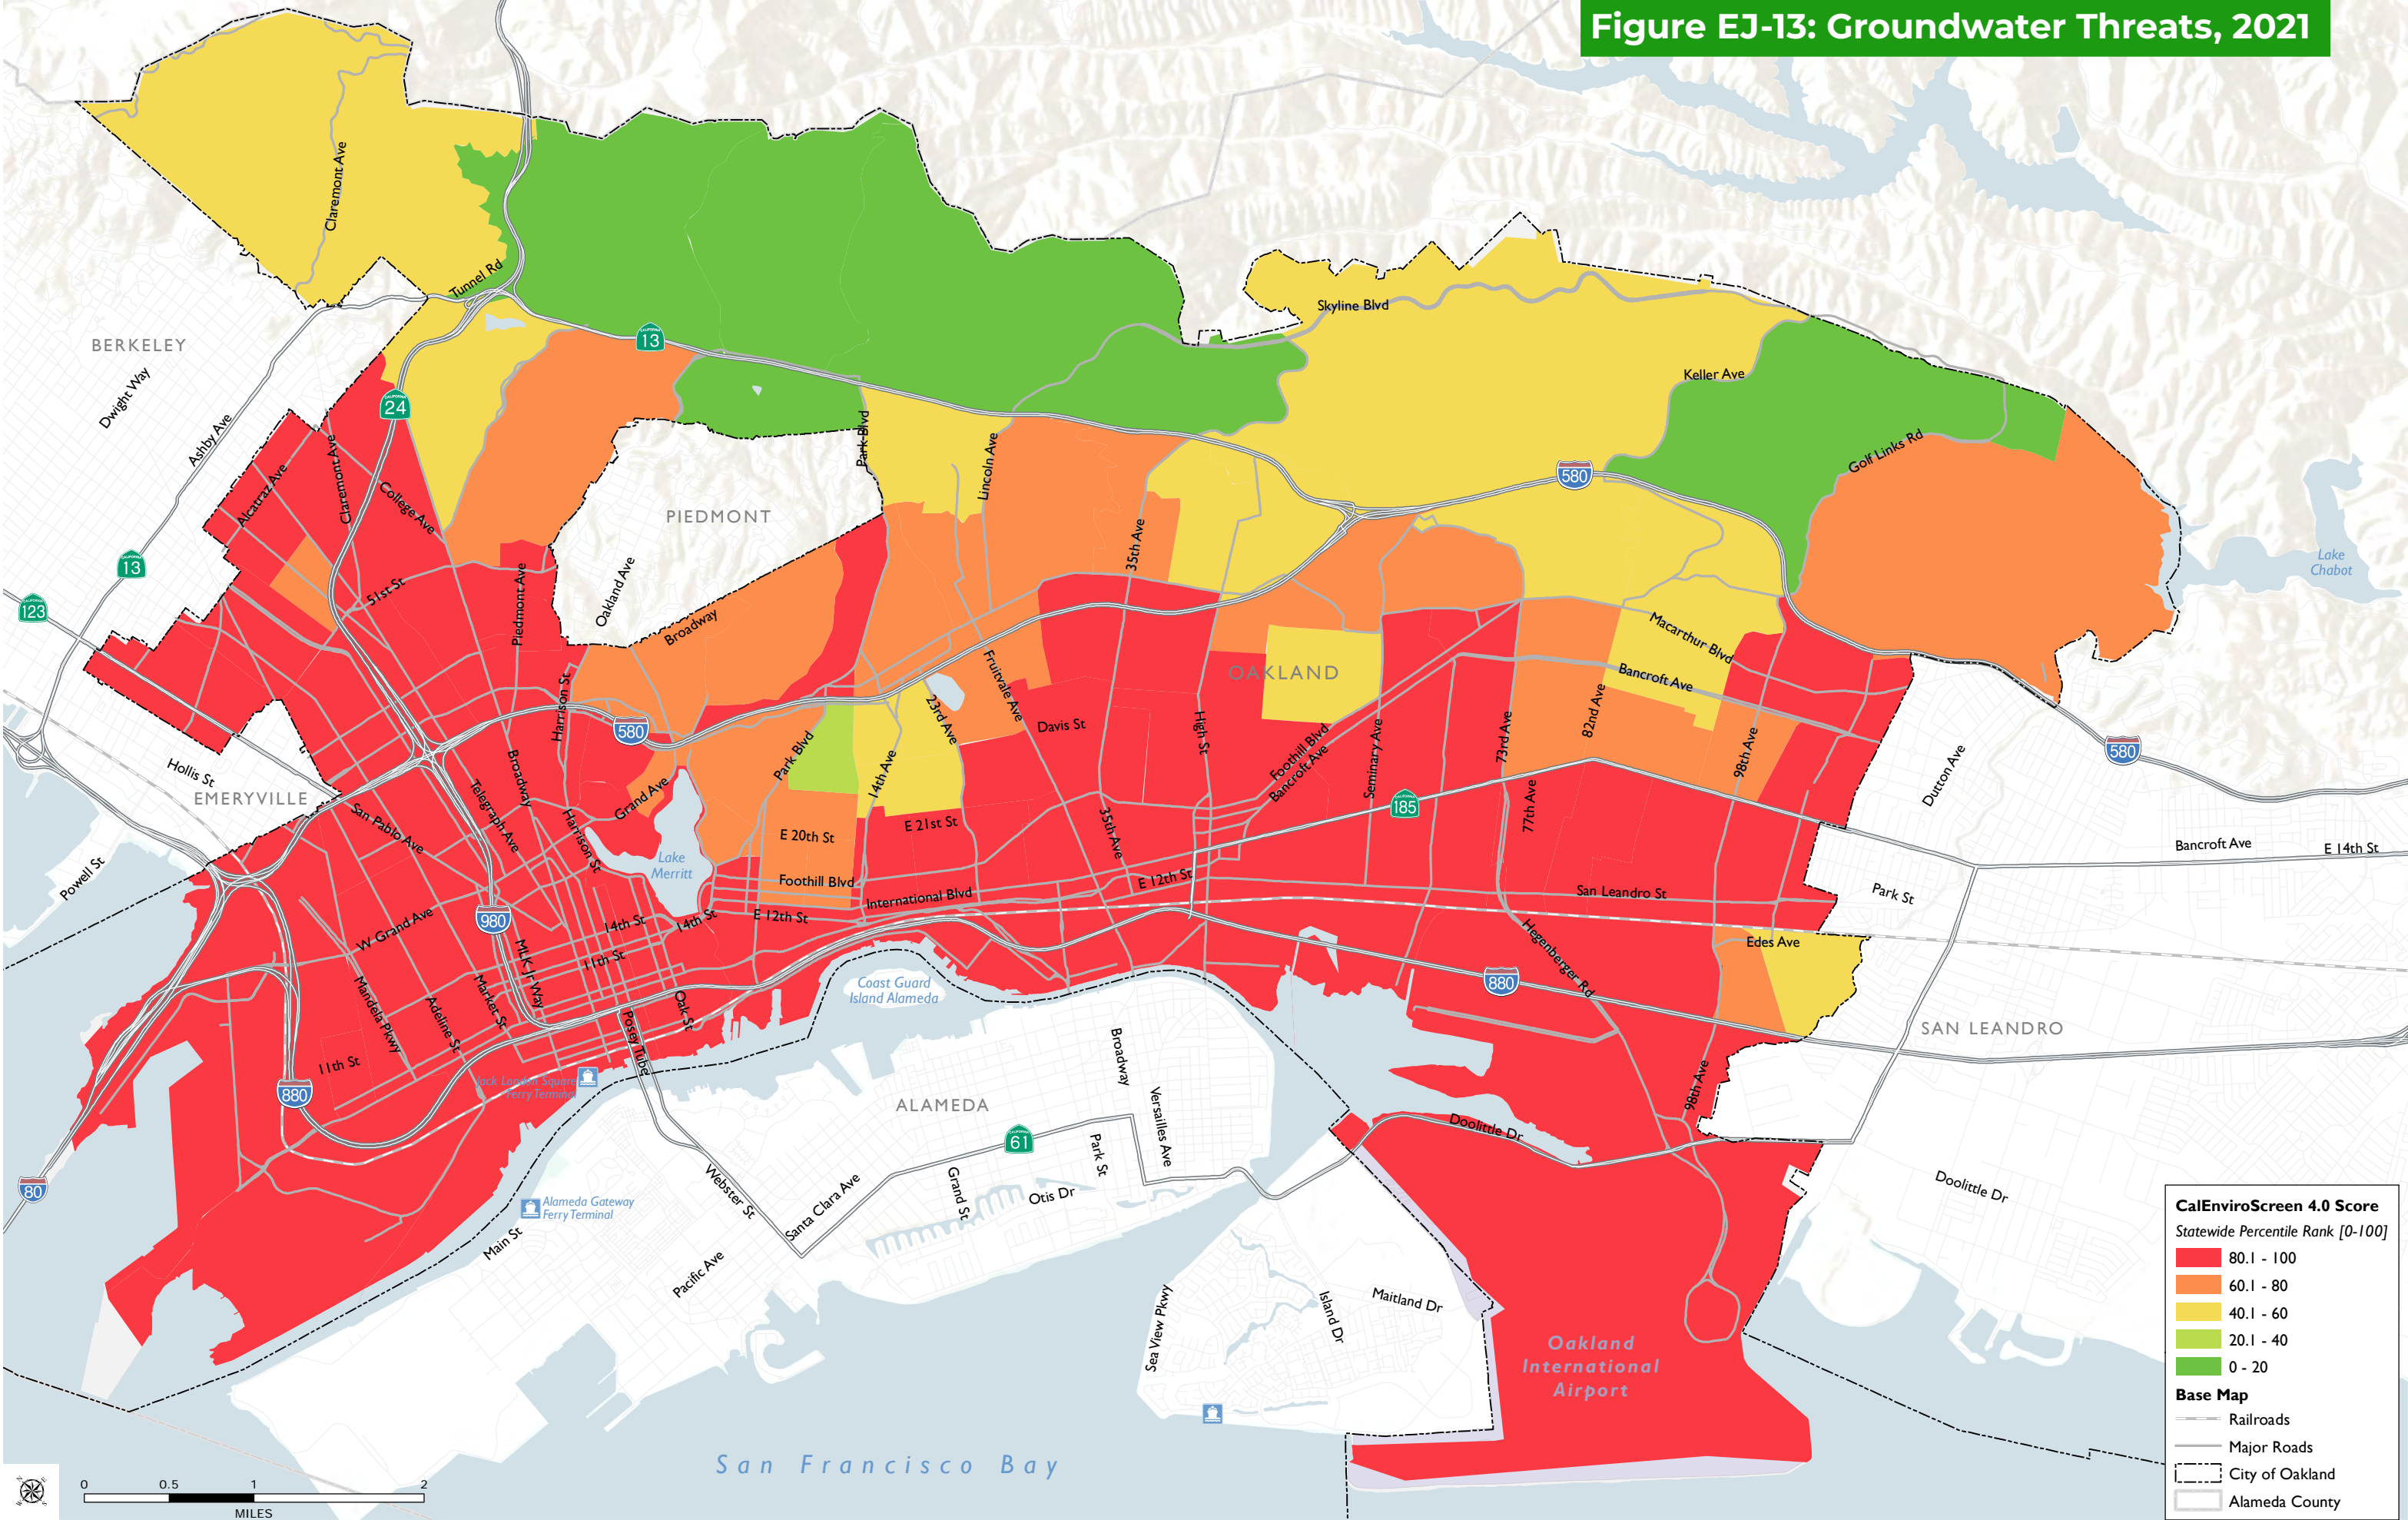 Figure EJ-13: Groundwater Threats, 2021
Claremont Ave
Tunnel Rd
BERKELEY
Dwight Way
Ashby Ave
13
24
13
123
Skyline Blvd
Keller Ave
Golf Links Rd
580
Lake
Chabot
Alcatraz Ave
Claremont Ave
College Ave
51st St
Piedmont Ave
PIEDMONT
Oakland Ave
Broadway
Park Blvd
Lincoln Ave
35th Ave
OAKLAND
Macarthur Blvd
Bancroft Ave
82nd Ave
73rd Ave
98th Ave
77th Ave
580
Dutton Ave
Bancroft Ave
E 14th St
Park St
Hollis St
EMERYVILLE
Powell St
San Pablo Ave
Telegraph Ave
Broadway
Harrison St
Harrison St
580
Grand Ave
Lake
Merritt
Park Blvd
14th Ave
23rd Ave
Fruitvale Ave
Davis St
High St
35th Ave
Foothill Blvd
Bancroft Ave
Seminary Ave
185
E 20th St
E 21st St
Foothill Blvd
International Blvd
E 12th St
E 12th St
San Leandro St
Edes Ave
Hegenberger Rd
880
98th Ave
SAN LEANDRO
980
W Grand Ave
14th St
14th St
11th St
MLK Jr Way
Market St
Adeline St
Mandela Pkwy
11th St
880
80
Oak St
Posey Tube
Jack London Square
Ferry Terminal
Coast Guard
Island Alameda
ALAMEDA
Broadway
Versailles Ave
61
Park St
Otis Dr
Grand St
Santa Clara Ave
Webster St
Pacific Ave
Main St
Alameda Gateway
Ferry Terminal
Doolittle Dr
Doolittle Dr
Sea View Pkwy
Island Dr
Maitland Dr
Oakland
International
Airport
San Francisco Bay
0 0.5 1 2
MILES
CalEnviroScreen 4.0 Score
Statewide Percentile Rank [0-100]
80.1 - 100
60.1 - 80
40.1 - 60
20.1 - 40
0 - 20
Base Map
Railroads
Major Roads
City of Oakland
Alameda County